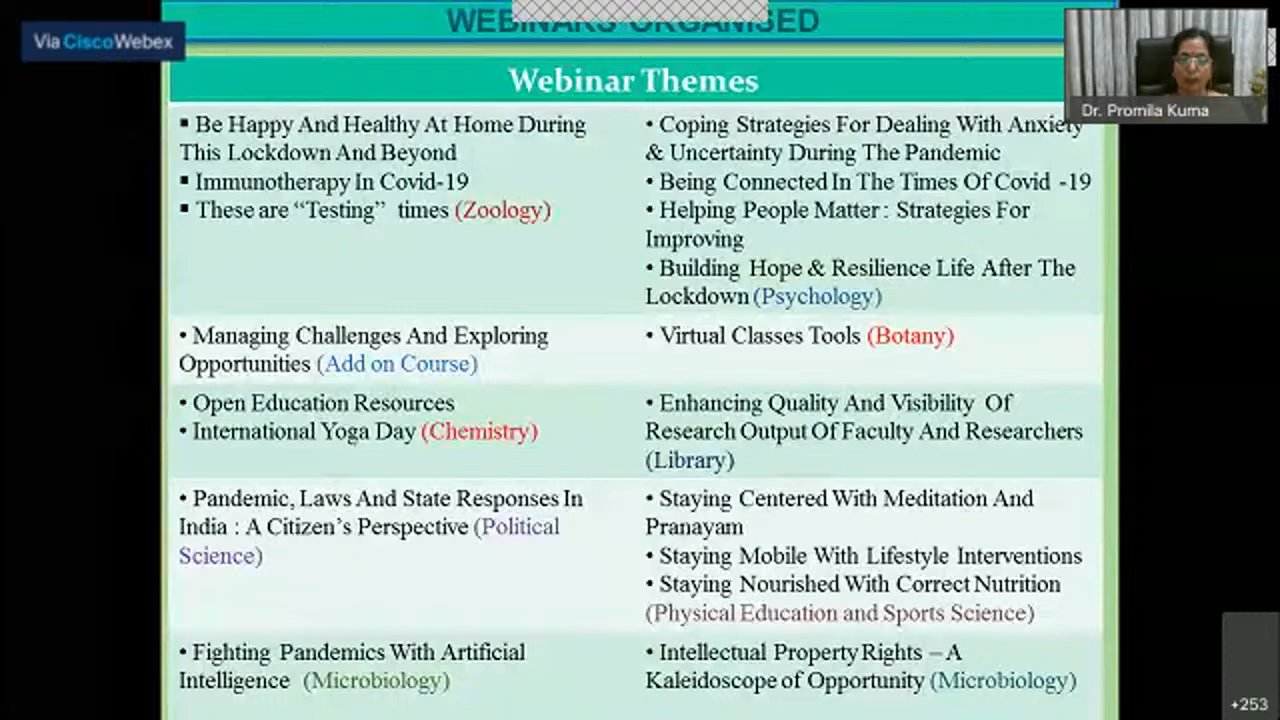 WEBINARS ORGANISED
Via CiscoWebex
Webinar Themes
Dr. Promila Kuma
▪ Be Happy And Healthy At Home During
This Lockdown And Beyond
▪ Immunotherapy In Covid-19
▪ These are “Testing” times (Zoology)
• Coping Strategies For Dealing With Anxiety
& Uncertainty During The Pandemic
• Being Connected In The Times Of Covid -19
• Helping People Matter : Strategies For
Improving
• Building Hope & Resilience Life After The
Lockdown (Psychology)
• Managing Challenges And Exploring
Opportunities (Add on Course)
• Virtual Classes Tools (Botany)
• Open Education Resources
• International Yoga Day (Chemistry)
• Enhancing Quality And Visibility Of
Research Output Of Faculty And Researchers
(Library)
• Pandemic, Laws And State Responses In
India : A Citizen’s Perspective (Political
Science)
• Staying Centered With Meditation And
Pranayam
• Staying Mobile With Lifestyle Interventions
• Staying Nourished With Correct Nutrition
(Physical Education and Sports Science)
• Fighting Pandemics With Artificial
Intelligence (Microbiology)
• Intellectual Property Rights – A
Kaleidoscope of Opportunity (Microbiology)
+253